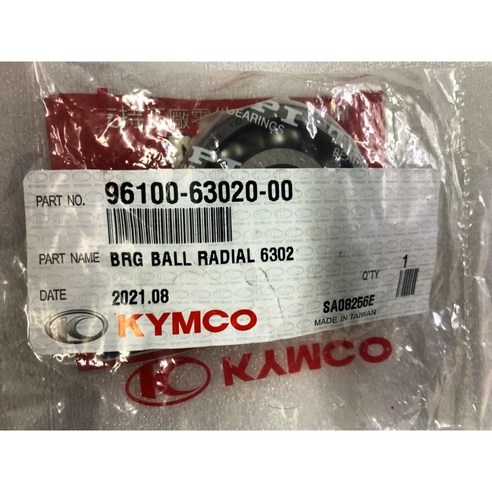 BEARINGS
PART NO. 96100-63020-00
PART NAME BRG BALL RADIAL 6302
Q'TY 1
DATE 2021.08
SA08256E
MADE IN TAIWAN
KYMCO
KYMCO